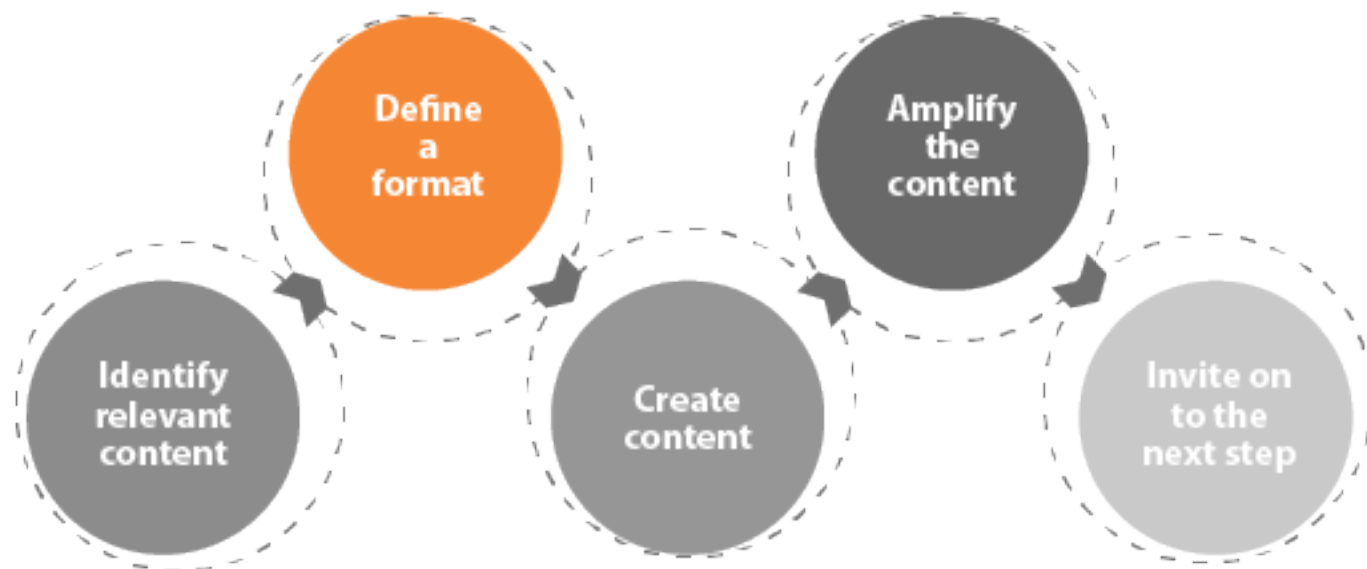 Identify
relevant
content
Define
a
format
Create
content
Amplify
the
content
Invite on
to the
next step